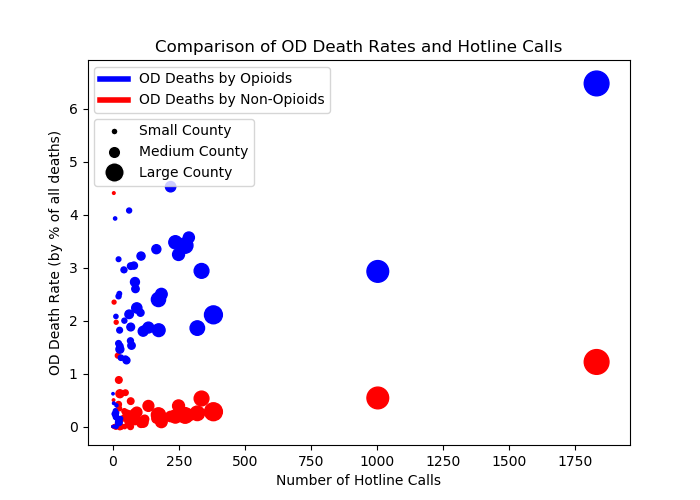 Comparison of OD Death Rates and Hotline Calls
OD Deaths by Opioids
OD Deaths by Non-Opioids
Small County
Medium County
Large County
OD Death Rate (by % of all deaths)
6
5
4
3
2
1
0
0 250 500 750 1000 1250 1500 1750
Number of Hotline Calls